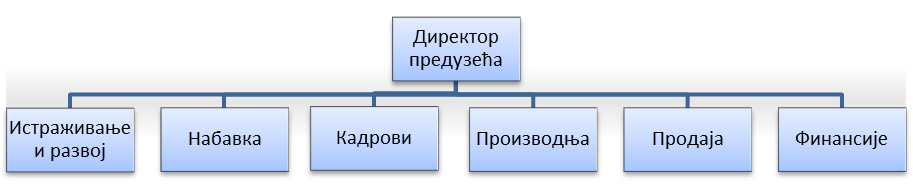 Директор
предузећа
Истраживање
и развој
Набавка
Кадрови
Производња
Продаја
Финансије